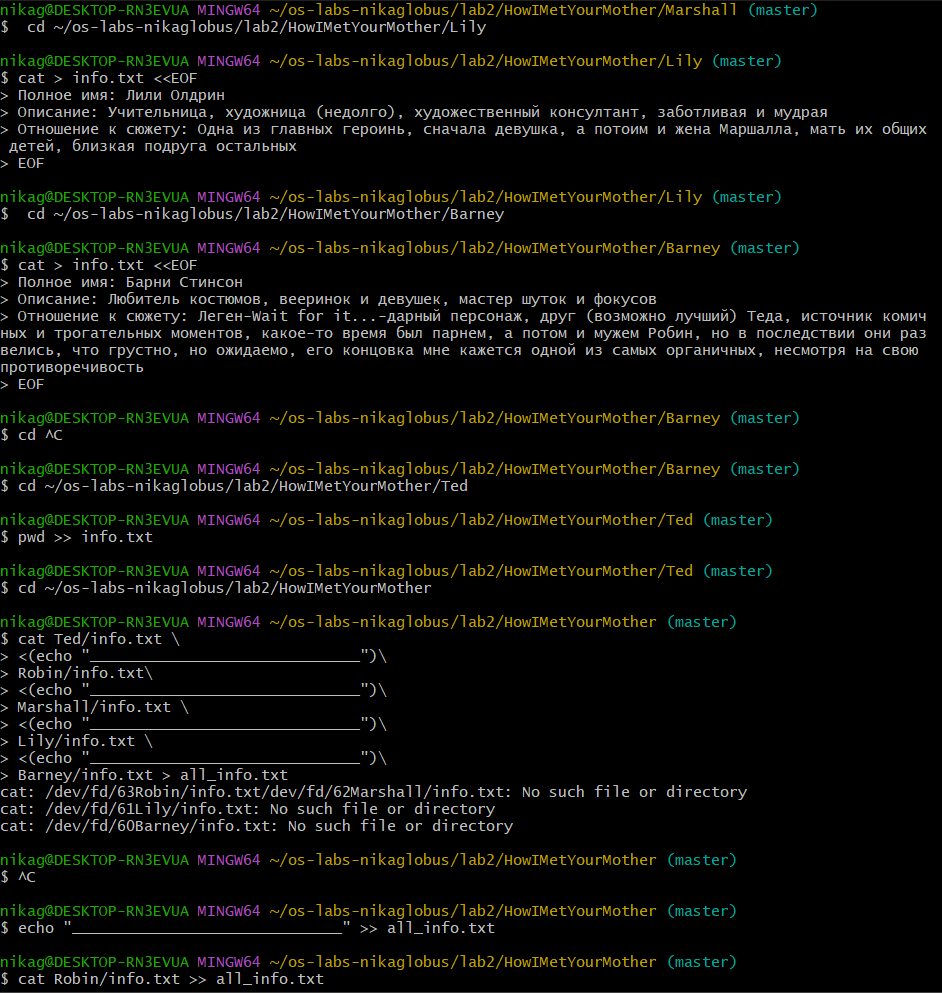 nikag@DESKTOP-RN3EVUA MINGW64 ~/os-labs-nikaglobus/lab2/HowIMetYourMother/Marshall (master)
$  cd ~/os-labs-nikaglobus/lab2/HowIMetYourMother/Lily
nikag@DESKTOP-RN3EVUA MINGW64 ~/os-labs-nikaglobus/lab2/HowIMetYourMother/Lily (master)
$ cat > info.txt <<EOF
> Полное имя: Лили Олдрин
> Описание: Учительница, художница (недолго), художественный консултант, заботливая и мудрая
> Отношение к сюжету: Одна из главных героинь, сначала девушка, а потоим и жена Маршалла, мать их общих
 детей, близкая подруга остальных
> EOF
nikag@DESKTOP-RN3EVUA MINGW64 ~/os-labs-nikaglobus/lab2/HowIMetYourMother/Lily (master)
$  cd ~/os-labs-nikaglobus/lab2/HowIMetYourMother/Barney
nikag@DESKTOP-RN3EVUA MINGW64 ~/os-labs-nikaglobus/lab2/HowIMetYourMother/Barney (master)
$ cat > info.txt <<EOF
> Полное имя: Барни Стинсон
> Описание: Любитель костюмов, вееринок и девушек, мастер шуток и фокусов
> Отношение к сюжету: Леген-Wait for it...-дарный персонаж, друг (возможно лучший) Теда, источник комич
ных и трогательных моментов, какое-то время был парнем, а потом и мужем Робин, но в последствии они раз
велись, что грустно, но ожидаемо, его концовка мне кажется одной из самых органичных, несмотря на свою
противоречивость
> EOF
nikag@DESKTOP-RN3EVUA MINGW64 ~/os-labs-nikaglobus/lab2/HowIMetYourMother/Barney (master)
$ cd ^C
nikag@DESKTOP-RN3EVUA MINGW64 ~/os-labs-nikaglobus/lab2/HowIMetYourMother/Barney (master)
$ cd ~/os-labs-nikaglobus/lab2/HowIMetYourMother/Ted
nikag@DESKTOP-RN3EVUA MINGW64 ~/os-labs-nikaglobus/lab2/HowIMetYourMother/Ted (master)
$ pwd >> info.txt
nikag@DESKTOP-RN3EVUA MINGW64 ~/os-labs-nikaglobus/lab2/HowIMetYourMother/Ted (master)
$ cd ~/os-labs-nikaglobus/lab2/HowIMetYourMother
nikag@DESKTOP-RN3EVUA MINGW64 ~/os-labs-nikaglobus/lab2/HowIMetYourMother (master)
$ cat Ted/info.txt \
> <(echo "______________________________")\
> Robin/info.txt\
> <(echo "______________________________")\
> Marshall/info.txt \
> <(echo "______________________________")\
> Lily/info.txt \
> <(echo "______________________________")\
> Barney/info.txt > all_info.txt
cat: /dev/fd/63Robin/info.txt/dev/fd/62Marshall/info.txt: No such file or directory
cat: /dev/fd/61Lily/info.txt: No such file or directory
cat: /dev/fd/60Barney/info.txt: No such file or directory
nikag@DESKTOP-RN3EVUA MINGW64 ~/os-labs-nikaglobus/lab2/HowIMetYourMother (master)
$ ^C
nikag@DESKTOP-RN3EVUA MINGW64 ~/os-labs-nikaglobus/lab2/HowIMetYourMother (master)
$ echo "______________________________" >> all_info.txt
nikag@DESKTOP-RN3EVUA MINGW64 ~/os-labs-nikaglobus/lab2/HowIMetYourMother (master)
$ cat Robin/info.txt >> all_info.txt